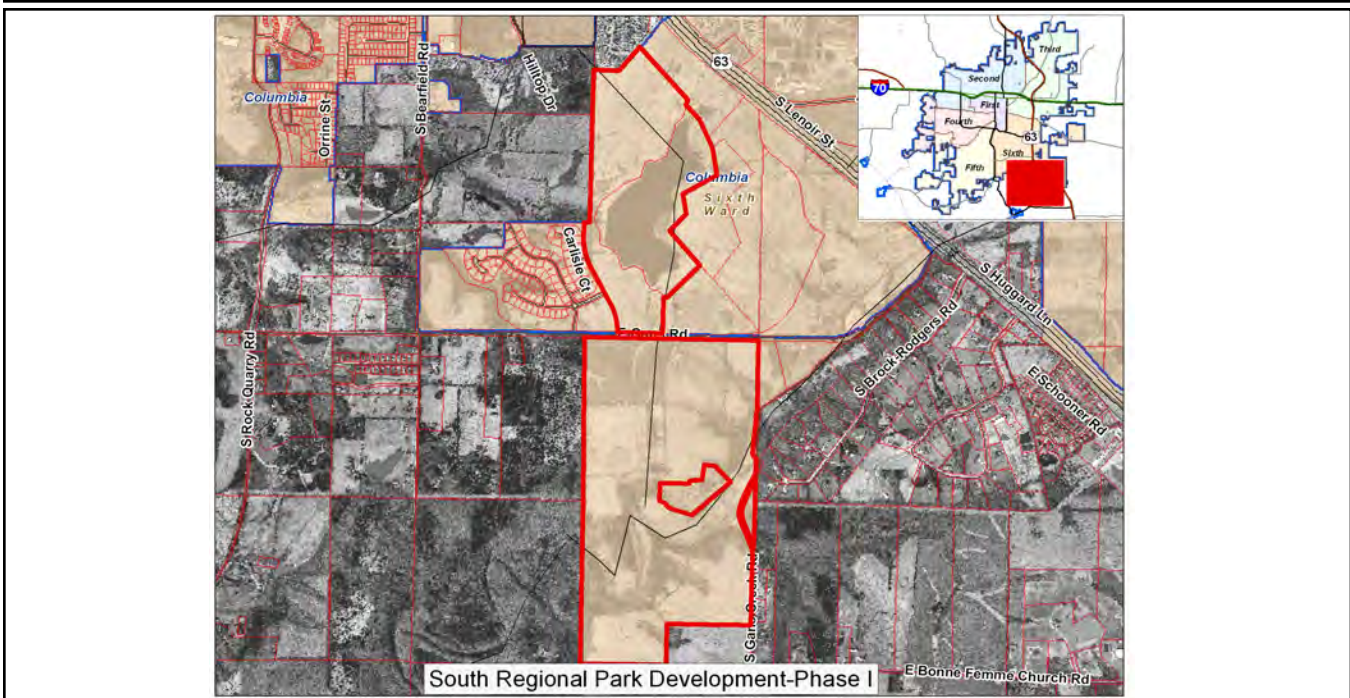 63
S Lenoir St
S Bearfield Rd
Hilltop Dr
Columbia
Orrine St
Third
Second
70
First
Fourth
63
Sixth
Fifth
Columbia
Sixth
Ward
Carlisle Ct
S Huggard Ln
S Brock-Rodgers Rd
E Schooner Rd
S Rock Quarry Rd
S Gans Creek Rd
E Bonne Femme Church Rd
South Regional Park Development-Phase I